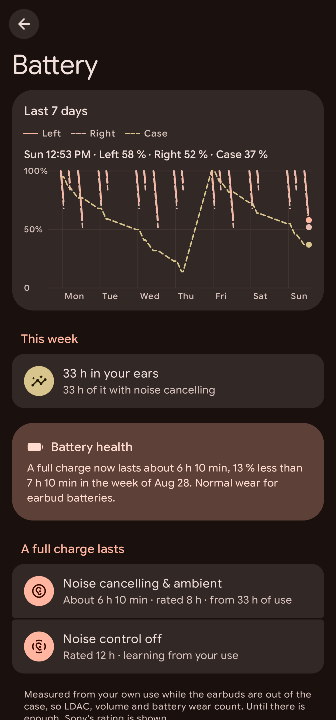 Battery
Last 7 days
Left Right Case
Sun 12:53 PM · Left 58 % · Right 52 % · Case 37 %
100%
50%
0
Mon Tue Wed Thu Fri Sat Sun
This week
33 h in your ears
33 h of it with noise cancelling
Battery health
A full charge now lasts about 6 h 10 min, 13 % less than
7 h 10 min in the week of Aug 28. Normal wear for
earbud batteries.
A full charge lasts
Noise cancelling & ambient
About 6 h 10 min · rated 8 h · from 33 h of use
Noise control off
Rated 12 h · learning from your use
Measured from your own use while the earbuds are out of the
case, so LDAC, volume and battery wear count. Until there is
enough, Sony's rating is shown